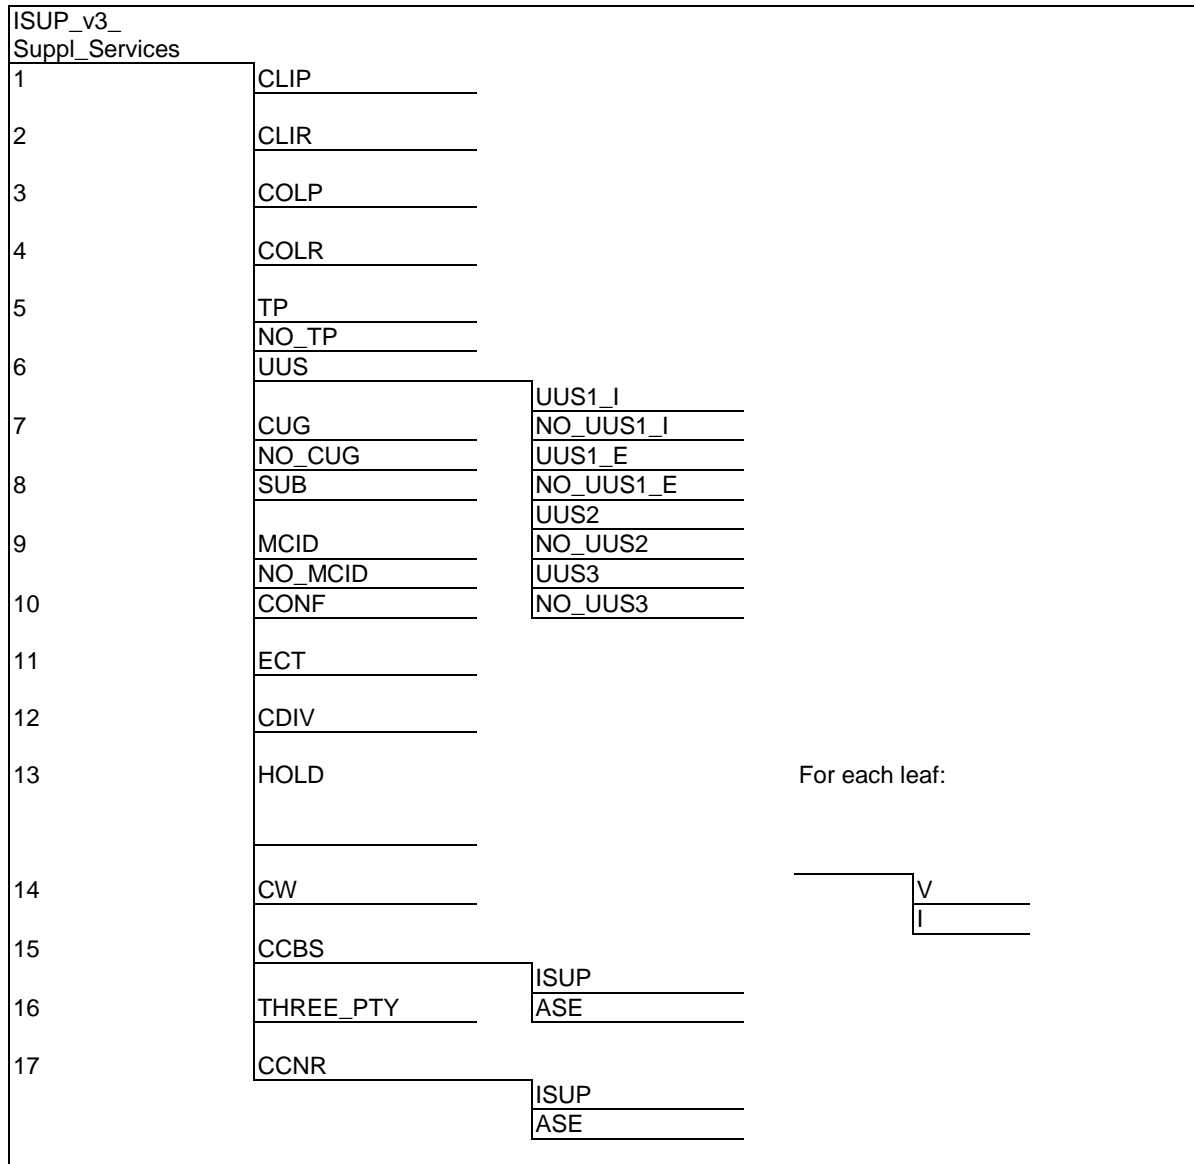 ISUP_v3_
Suppl_Services
1 CLIP
2 CLIR
3 COLP
4 COLR
5 TP
NO_TP
6 UUS
UUS1_I
7 CUG NO_UUS1_I
NO_CUG UUS1_E
8 SUB NO_UUS1_E
UUS2
9 MCID NO_UUS2
NO_MCID UUS3
10 CONF NO_UUS3
11 ECT
12 CDIV
13 HOLD For each leaf:
14 CW V
I
15 CCBS
ISUP
16 THREE_PTY ASE
17 CCNR
ISUP
ASE